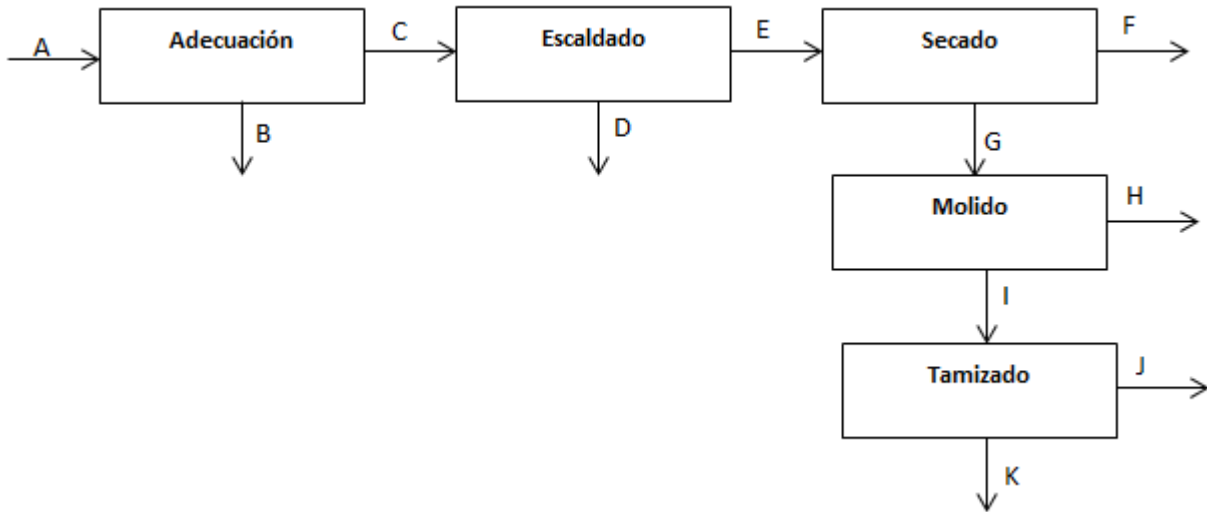 A
Adecuación
C
Escaldado
E
Secado
F
B
D
G
Molido
H
I
Tamizado
J
K